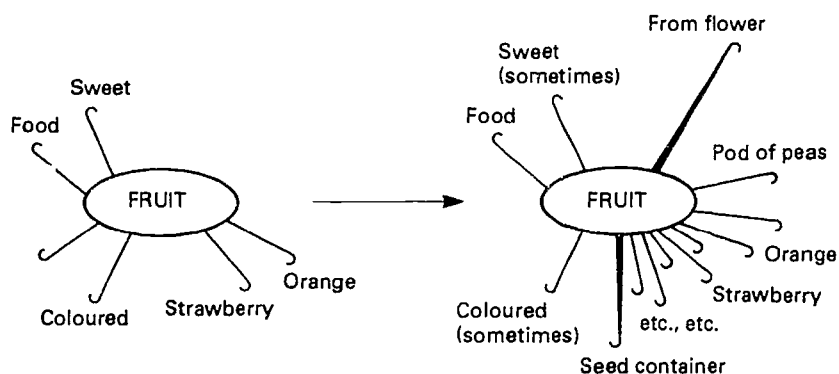 Sweet
Food
FRUIT
Orange
Strawberry
Coloured
From flower
Sweet
(sometimes)
Food
Pod of peas
FRUIT
Orange
Strawberry
etc., etc.
Coloured
(sometimes)
Seed container